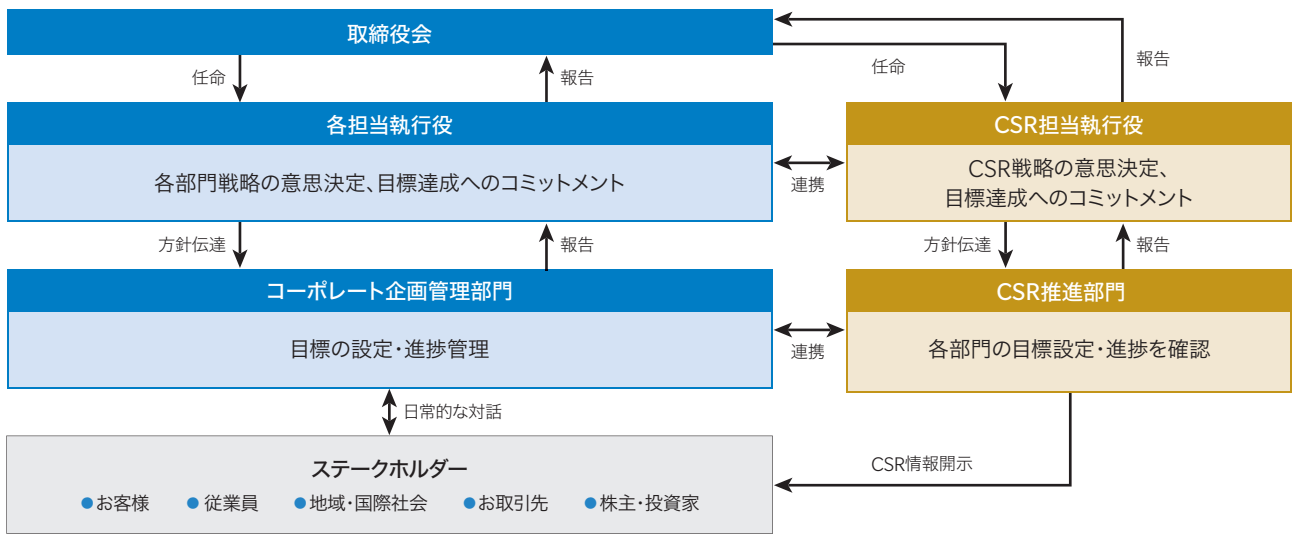 取締役会
任命
報告
任命
報告
各担当執行役
各部門戦略の意思決定、目標達成へのコミットメント
連携
CSR担当執行役
CSR戦略の意思決定、
目標達成へのコミットメント
方針伝達
報告
方針伝達
報告
コーポレート企画管理部門
目標の設定・進捗管理
連携
CSR推進部門
各部門の目標設定・進捗を確認
日常的な対話
CSR情報開示
ステークホルダー
●お客様 ●従業員 ●地域・国際社会 ●お取引先 ●株主・投資家